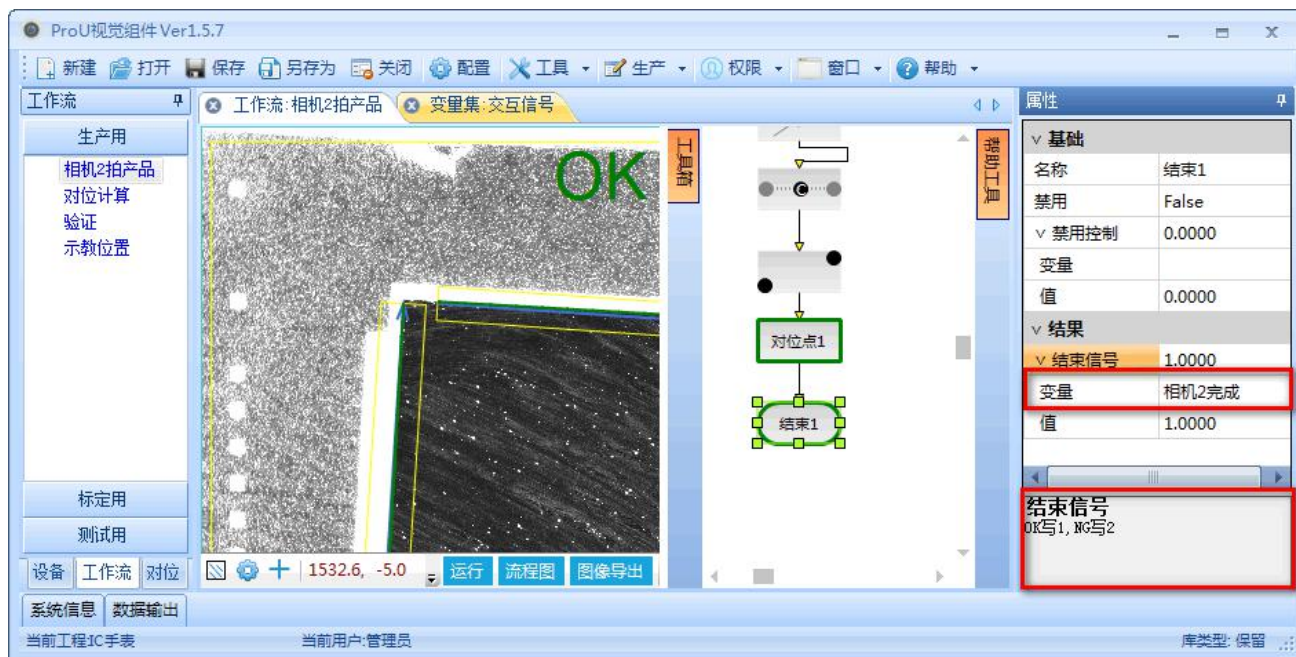 ProU视觉组件 Ver1.5.7
新建 打开 保存 另存为 关闭 配置 工具 生产 权限 窗口 帮助
工作流
生产用
相机2拍产品
对位计算
验证
示教位置
标定用
测试用
设备 工作流 对位
工作流:相机2拍产品 变量集:交互信号
OK
工具箱
C
对位点1
结束1
帮助工具
1532.6, -5.0 运行 流程图 图像导出
属性
基础
名称 结束1
禁用 False
禁用控制 0.0000
变量
值 0.0000
结果
结束信号 1.0000
变量 相机2完成
值 1.0000
结束信号
OK写1, NG写2
系统信息 数据输出
当前工程IC手表 当前用户:管理员 库类型: 保留